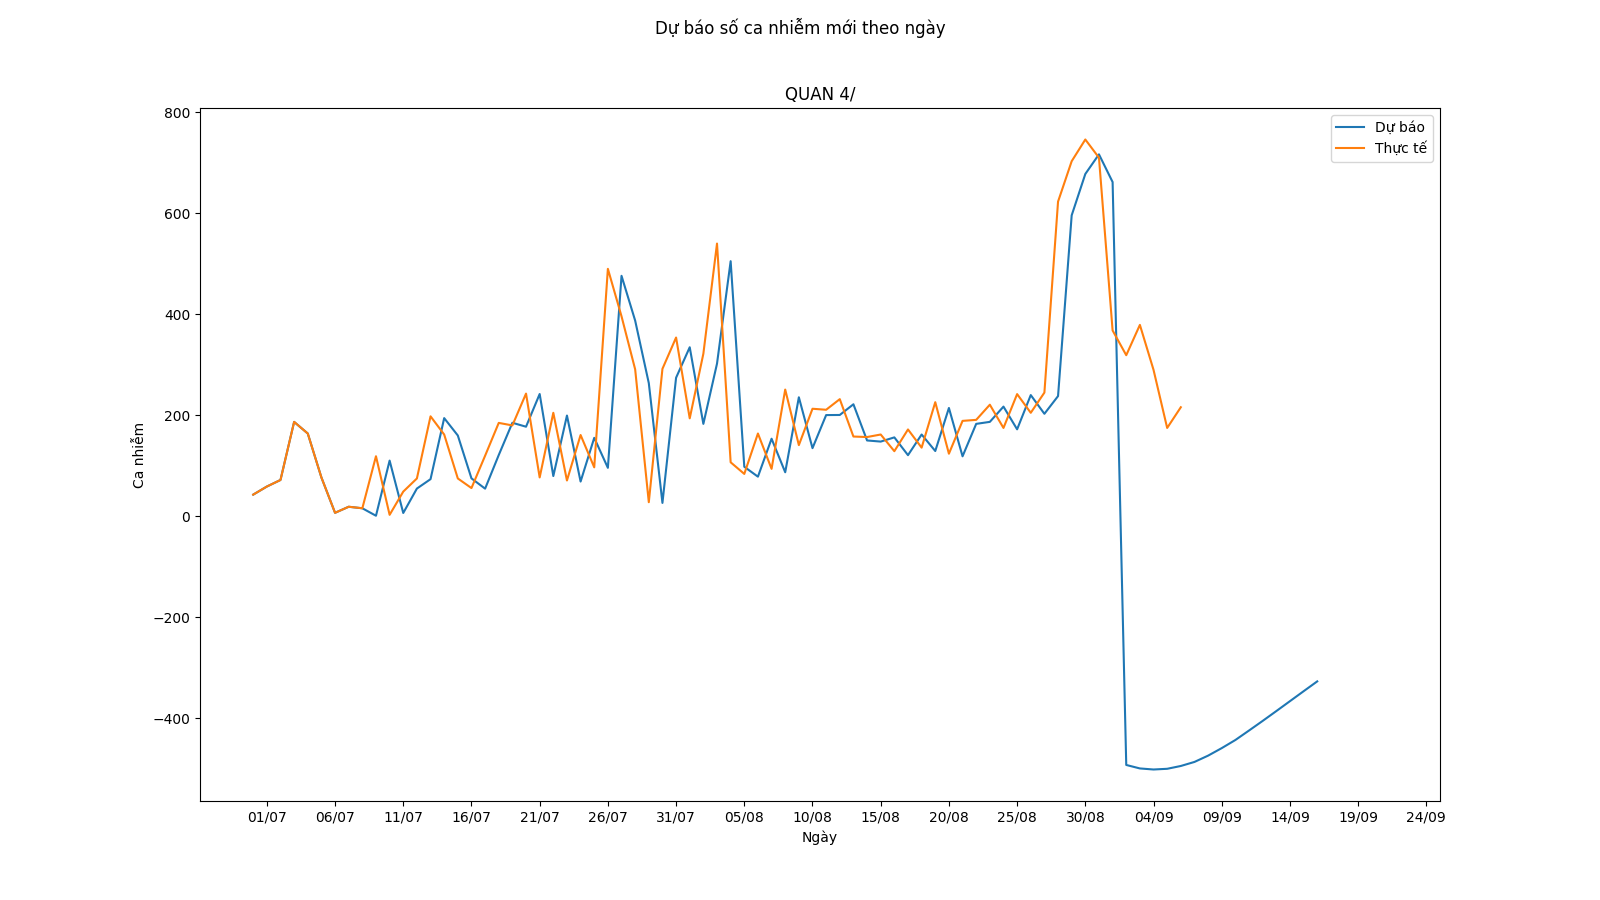 Dự báo số ca nhiễm mới theo ngày
QUAN 4/
Dự báo
Thực tế
800
600
400
200
0
−200
−400
Ca nhiễm
01/07 06/07 11/07 16/07 21/07 26/07 31/07 05/08 10/08 15/08 20/08 25/08 30/08 04/09 09/09 14/09 19/09 24/09
Ngày